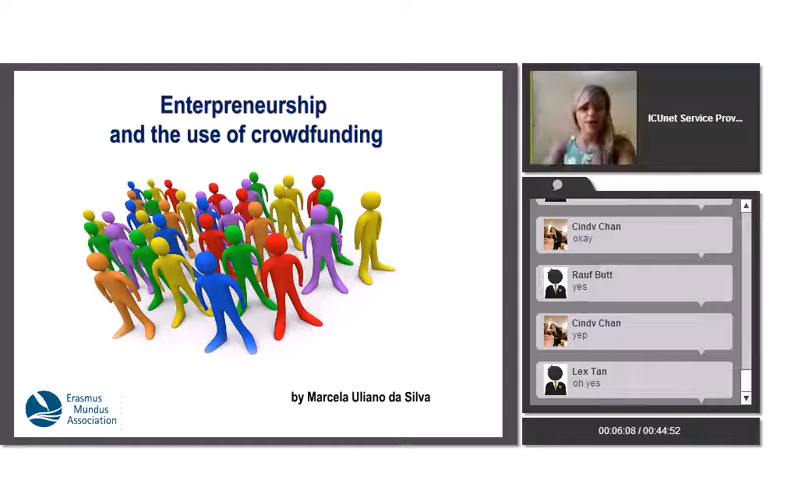 Enterpreneurship
and the use of crowdfunding
by Marcela Uliano da Silva
Erasmus
Mundus
Association
ICUnet Service Prov...
Cindy Chan
okay
Rauf Butt
yes
Cindy Chan
yep
Lex Tan
oh yes
00:06:08 / 00:44:52